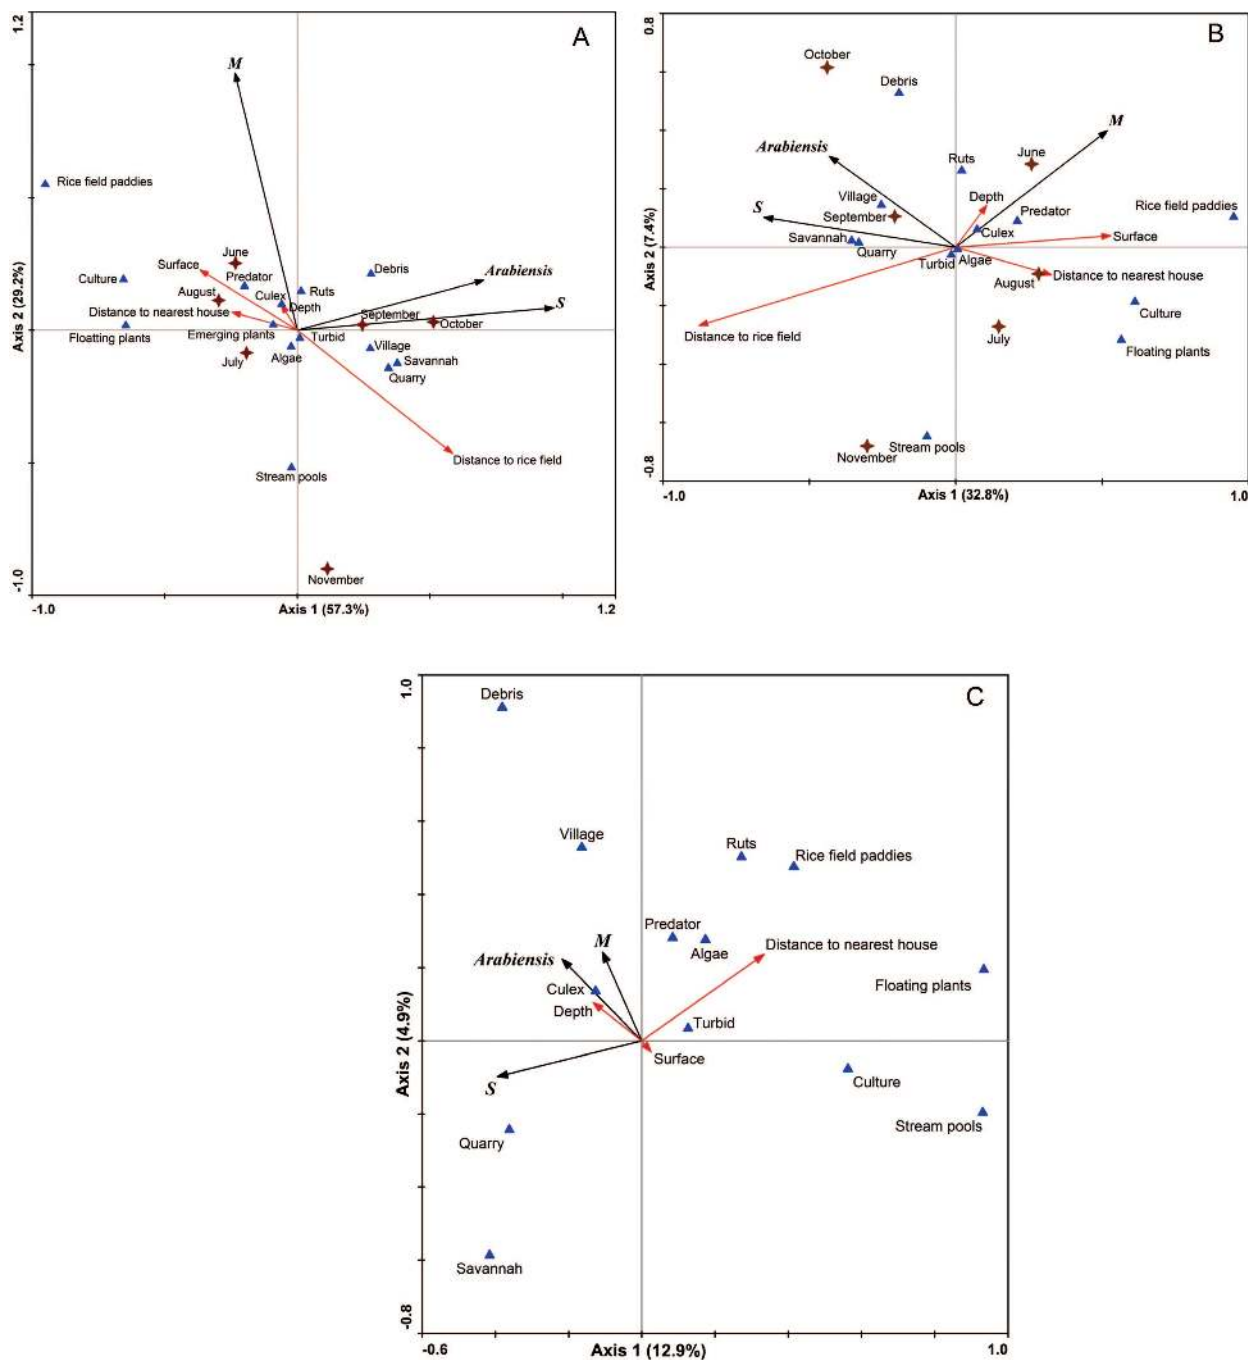 1.2
A
M
Rice field paddies
June
Surface
Culture
Predator
Debris
August
Culex
Ruts
Arabiensis
Distance to nearest house
Depth
S
September
October
Floatting plants
Emerging plants
Turbid
July
Algae
Village
Savannah
Quarry
Distance to rice field
Stream pools
November
Axis 2 (29.2%)
-1.0
-1.0
Axis 1 (57.3%)
1.2
0.8
B
October
Debris
M
Arabiensis
Ruts
June
Village
Depth
S
September
Predator
Rice field paddies
Savannah
Culex
Surface
Quarry
Turbid
Algae
August
Distance to nearest house
Culture
Distance to rice field
July
Floating plants
November
Stream pools
Axis 2 (7.4%)
-0.8
-1.0
Axis 1 (32.8%)
1.0
1.0
C
Debris
Village
Ruts
Rice field paddies
Predator
Algae
M
Distance to nearest house
Arabiensis
Culex
Floating plants
Depth
Turbid
Surface
S
Culture
Stream pools
Quarry
Savannah
Axis 2 (4.9%)
-0.8
-0.6
Axis 1 (12.9%)
1.0